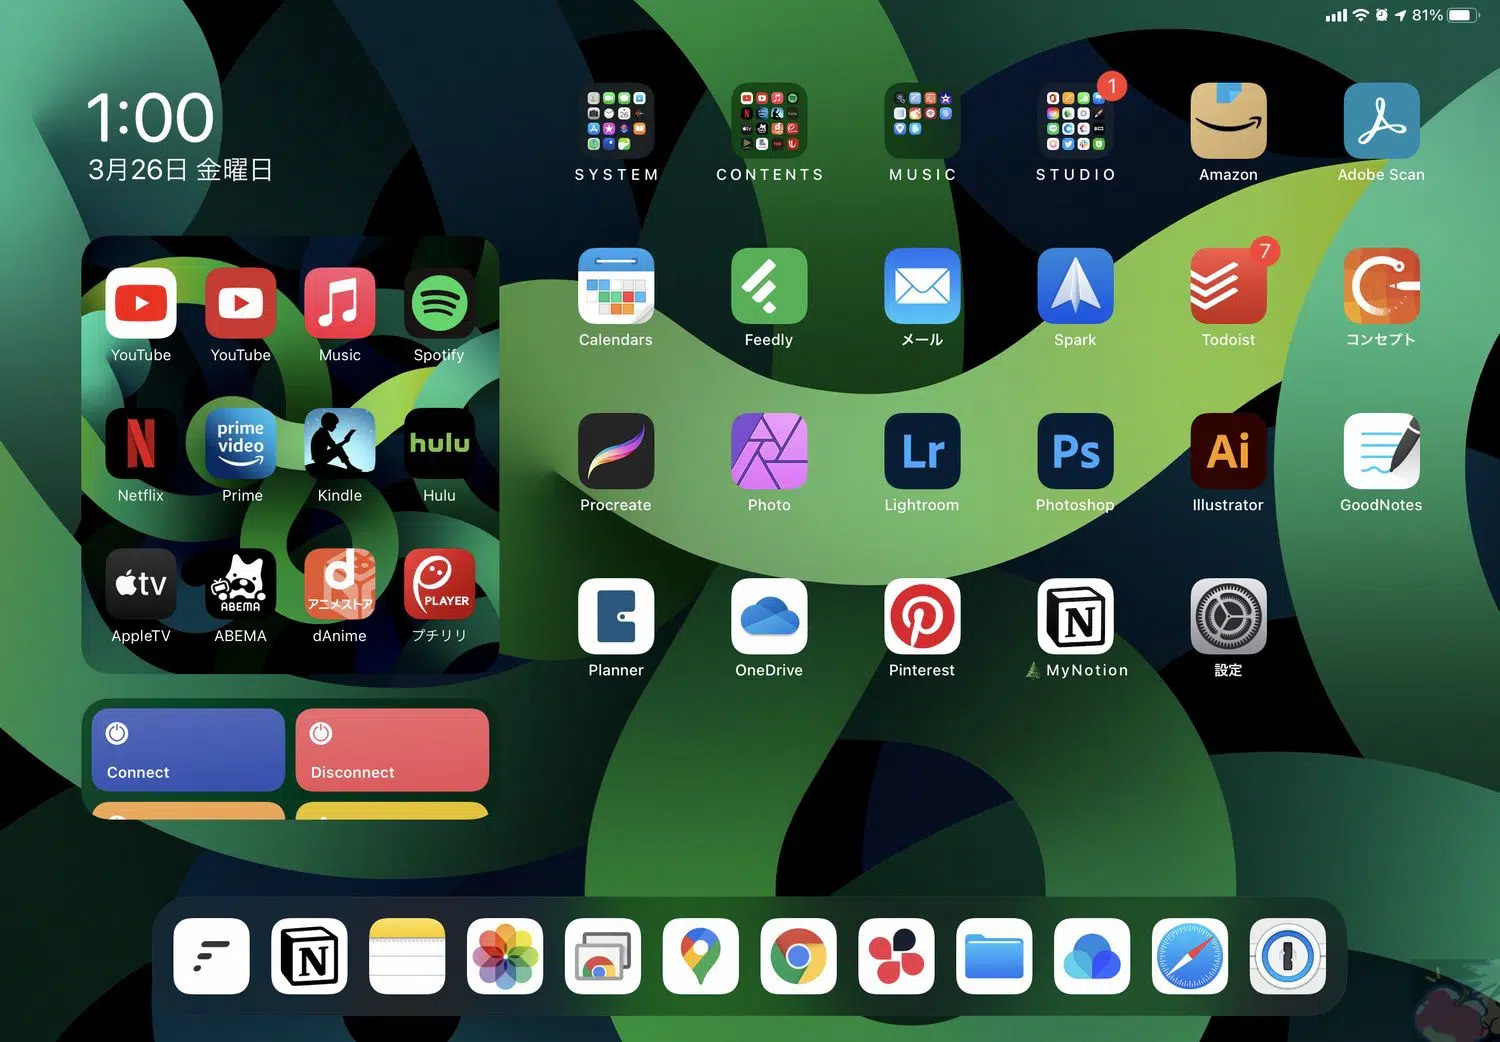 81%
1:00
3月26日 金曜日
SYSTEM
CONTENTS
MUSIC
1
STUDIO
Amazon
Adobe Scan
Calendars
Feedly
メール
Spark
7
Todoist
コンセプト
Procreate
Photo
Lr
Lightroom
Ps
Photoshop
Ai
Illustrator
GoodNotes
Planner
OneDrive
Pinterest
N
MyNotion
設定
YouTube
YouTube
Music
Spotify
N
Netflix
prime
video
Prime
Kindle
hulu
Hulu
tv
AppleTV
ABEMA
ABEMA
d
アニメストア
dAnime
PLAYER
プチリリ
Connect
Disconnect
N